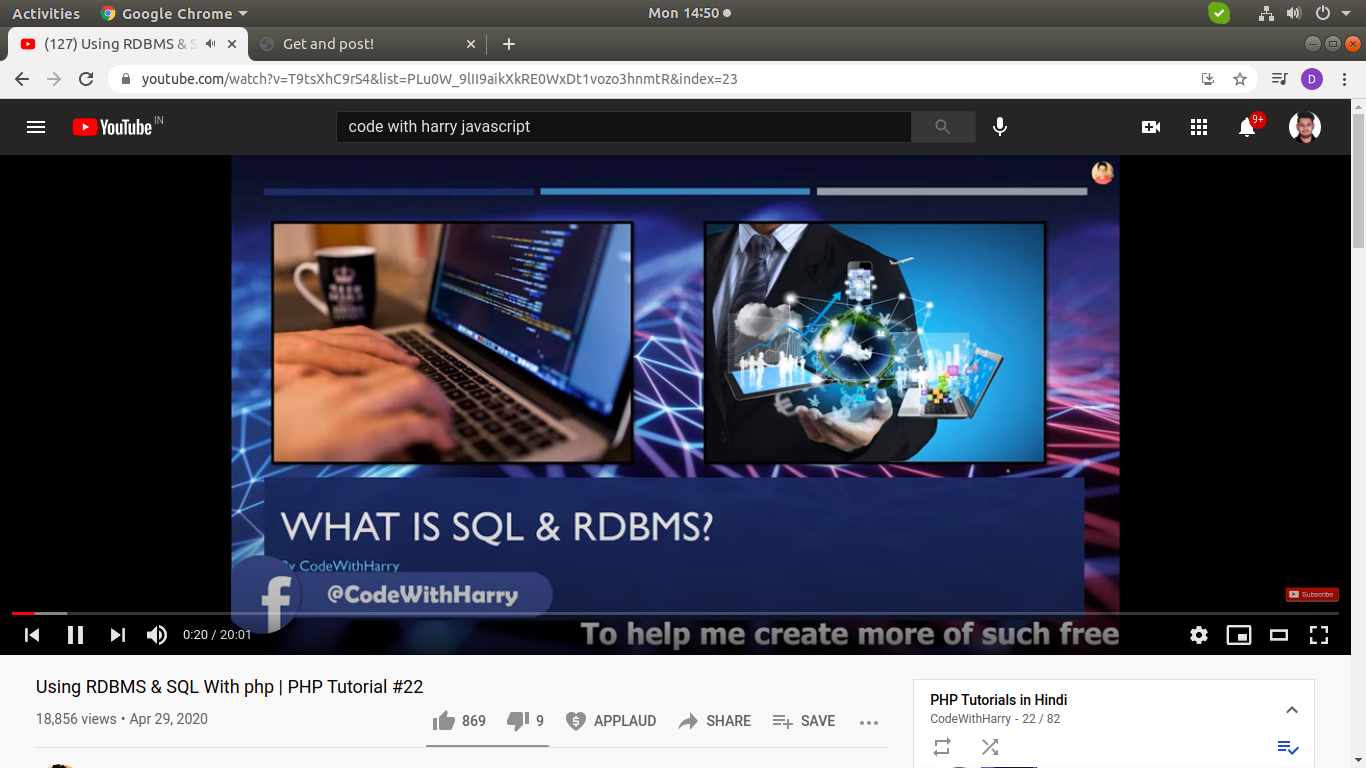 Activities
Google Chrome
Mon 14:50
(127) Using RDBMS & S
Get and post!
youtube.com/watch?v=T9tsXhC9rS4&list=PLu0W_9lII9aikXkRE0WxDt1vozo3hnmtR&index=23
D
YouTube IN
code with harry javascript
9+
WHAT IS SQL & RDBMS?
By CodeWithHarry
f @CodeWithHarry
Subscribe
To help me create more of such free
0:20 / 20:01
Using RDBMS & SQL With php | PHP Tutorial #22
18,856 views • Apr 29, 2020
869
9
APPLAUD
SHARE
SAVE
PHP Tutorials in Hindi
CodeWithHarry - 22 / 82